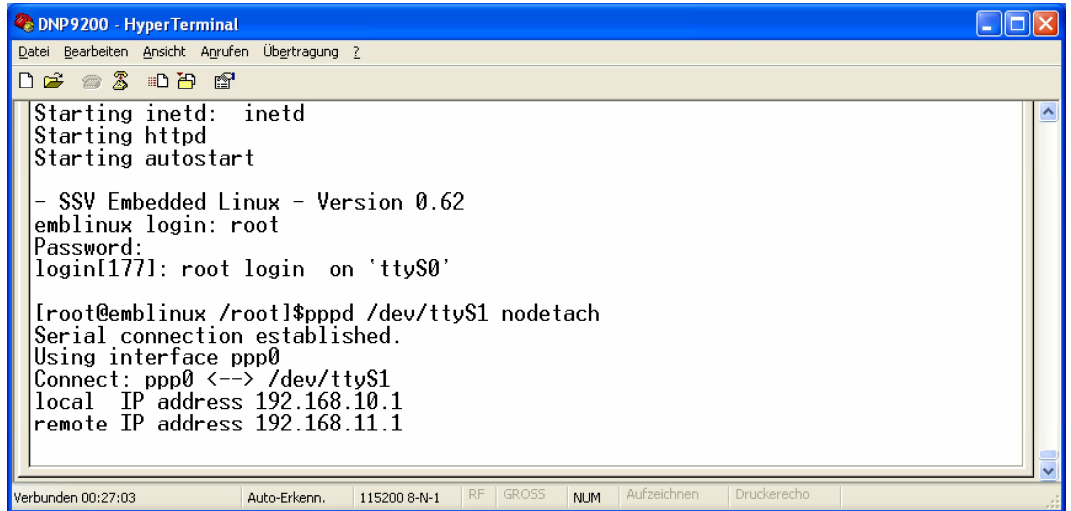 DNP9200 - HyperTerminal
Datei Bearbeiten Ansicht Anrufen Übertragung ?
Starting inetd:  inetd
Starting httpd
Starting autostart
- SSV Embedded Linux - Version 0.62
emblinux login: root
Password:
login[177]: root login  on `ttyS0'
[root@emblinux /root]$pppd /dev/ttyS1 nodetach
Serial connection established.
Using interface ppp0
Connect: ppp0 <--> /dev/ttyS1
local  IP address 192.168.10.1
remote IP address 192.168.11.1
Verbunden 00:27:03 Auto-Erkenn. 115200 8-N-1 RF GROSS NUM Aufzeichnen Druckerecho